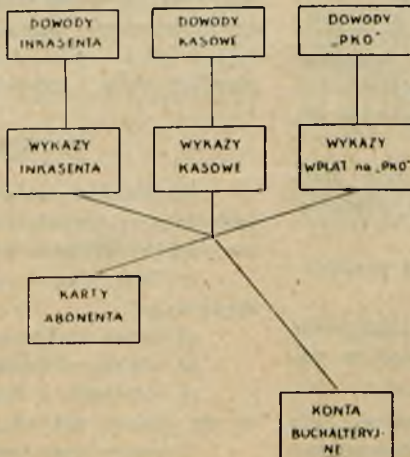 DOWODY
INKASENTA
DOWODY
KASOWE
DOWODY
„PKO"
WYKAZY
INKASENTA
WYKAZY
KASOWE
WYKAZY
WPŁAT na „PKO"
KARTY
ABONENTA
KONTA
BUCHALTERYJ-
NE